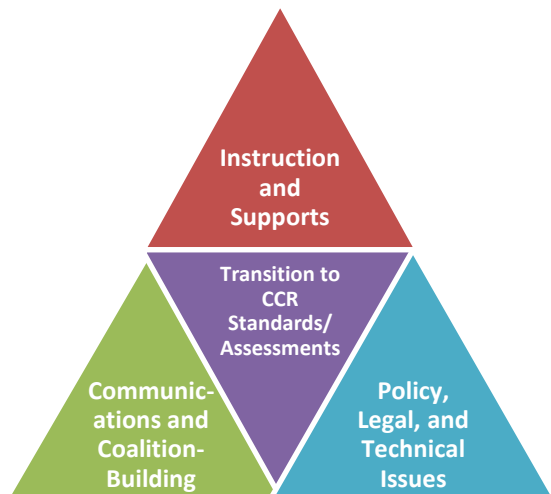 Instruction
and
Supports
Transition to
CCR
Standards/
Assessments
Communic-
ations and
Coalition-
Building
Policy,
Legal, and
Technical
Issues